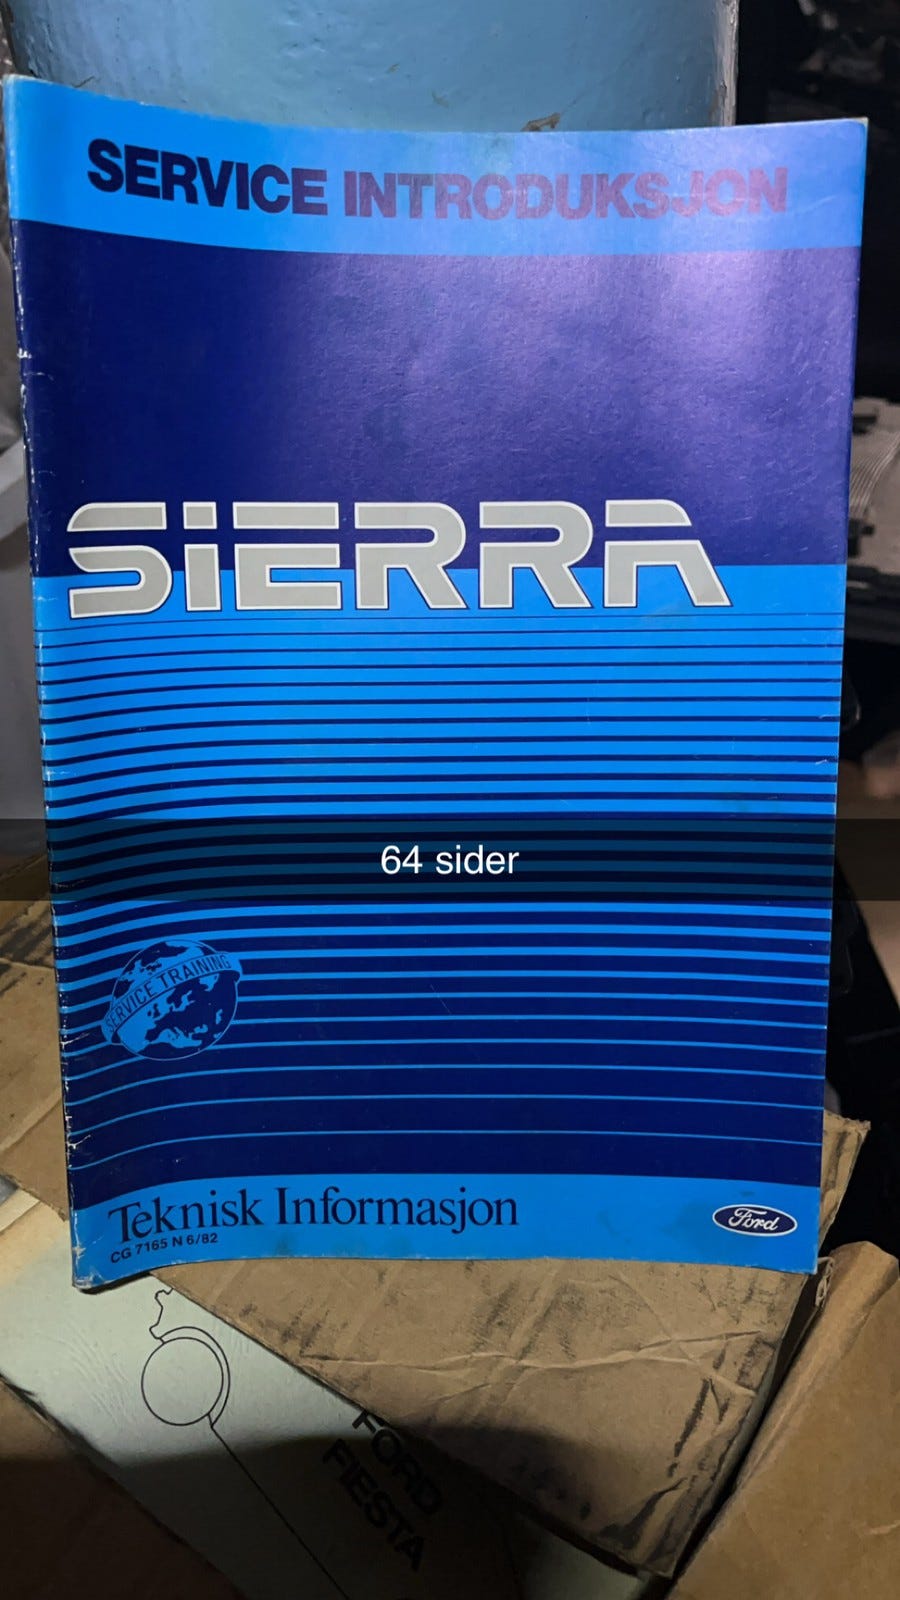 SERVICE INTRODUKSJON
SIERRA
64 sider
SERVICE TRAINING
Teknisk Informasjon
CG 7165 N 6/82
Ford
FORD
FIESTA